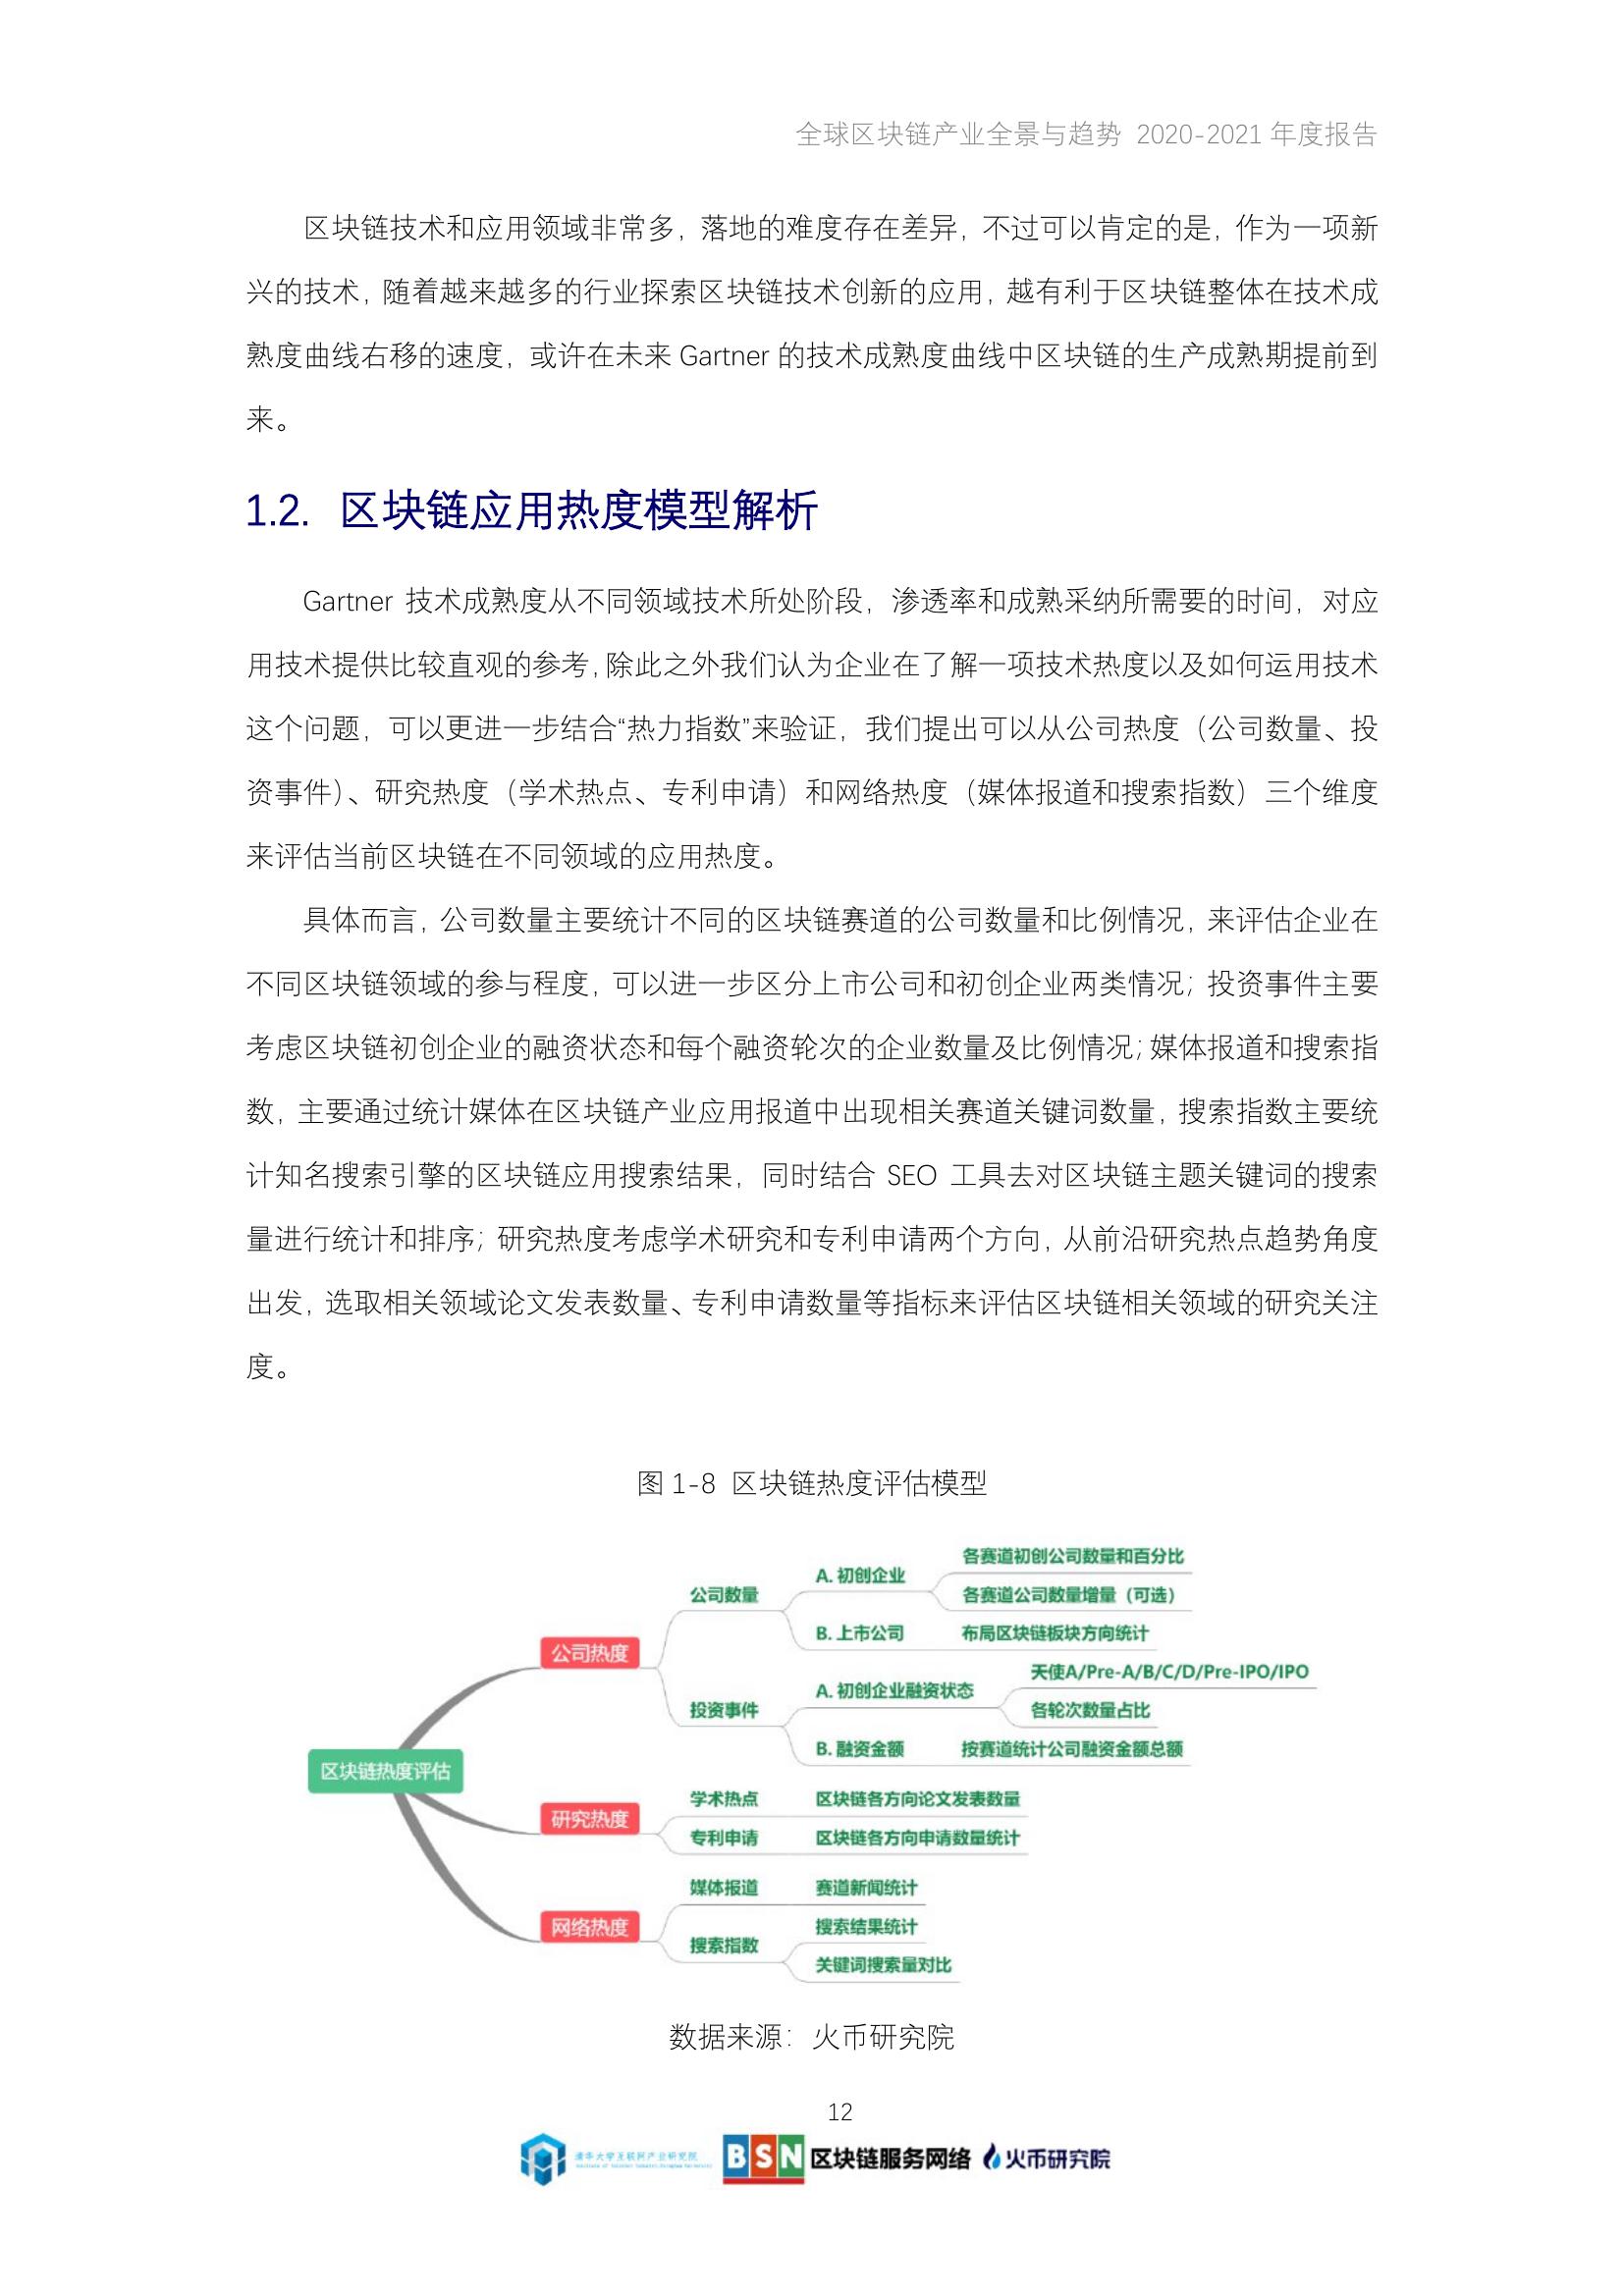 全球区块链产业全景与趋势 2020-2021 年度报告
区块链技术和应用领域非常多，落地的难度存在差异，不过可以肯定的是，作为一项新
兴的技术，随着越来越多的行业探索区块链技术创新的应用，越有利于区块链整体在技术成
熟度曲线右移的速度，或许在未来 Gartner 的技术成熟度曲线中区块链的生产成熟期提前到
来。
1.2. 区块链应用热度模型解析
Gartner 技术成熟度从不同领域技术所处阶段，渗透率和成熟采纳所需要的时间，对应
用技术提供比较直观的参考，除此之外我们认为企业在了解一项技术热度以及如何运用技术
这个问题，可以更进一步结合“热力指数”来验证，我们提出可以从公司热度（公司数量、投
资事件）、研究热度（学术热点、专利申请）和网络热度（媒体报道和搜索指数）三个维度
来评估当前区块链在不同领域的应用热度。
具体而言，公司数量主要统计不同的区块链赛道的公司数量和比例情况，来评估企业在
不同区块链领域的参与程度，可以进一步区分上市公司和初创企业两类情况；投资事件主要
考虑区块链初创企业的融资状态和每个融资轮次的企业数量及比例情况；媒体报道和搜索指
数，主要通过统计媒体在区块链产业应用报道中出现相关赛道关键词数量，搜索指数主要统
计知名搜索引擎的区块链应用搜索结果，同时结合 SEO 工具去对区块链主题关键词的搜索
量进行统计和排序；研究热度考虑学术研究和专利申请两个方向，从前沿研究热点趋势角度
出发，选取相关领域论文发表数量、专利申请数量等指标来评估区块链相关领域的研究关注
度。
图 1-8 区块链热度评估模型
区块链热度评估
公司热度
公司数量
A. 初创企业
各赛道初创公司数量和百分比
各赛道公司数量增量（可选）
B. 上市公司
布局区块链板块方向统计
投资事件
A. 初创企业融资状态
天使A/Pre-A/B/C/D/Pre-IPO/IPO
各轮次数量占比
B. 融资金额
按赛道统计公司融资金额总额
研究热度
学术热点
区块链各方向论文发表数量
专利申请
区块链各方向申请数量统计
网络热度
媒体报道
赛道新闻统计
搜索指数
搜索结果统计
关键词搜索量对比
数据来源：火币研究院
12
清华大学互联网产业研究院
BSN 区块链服务网络
火币研究院